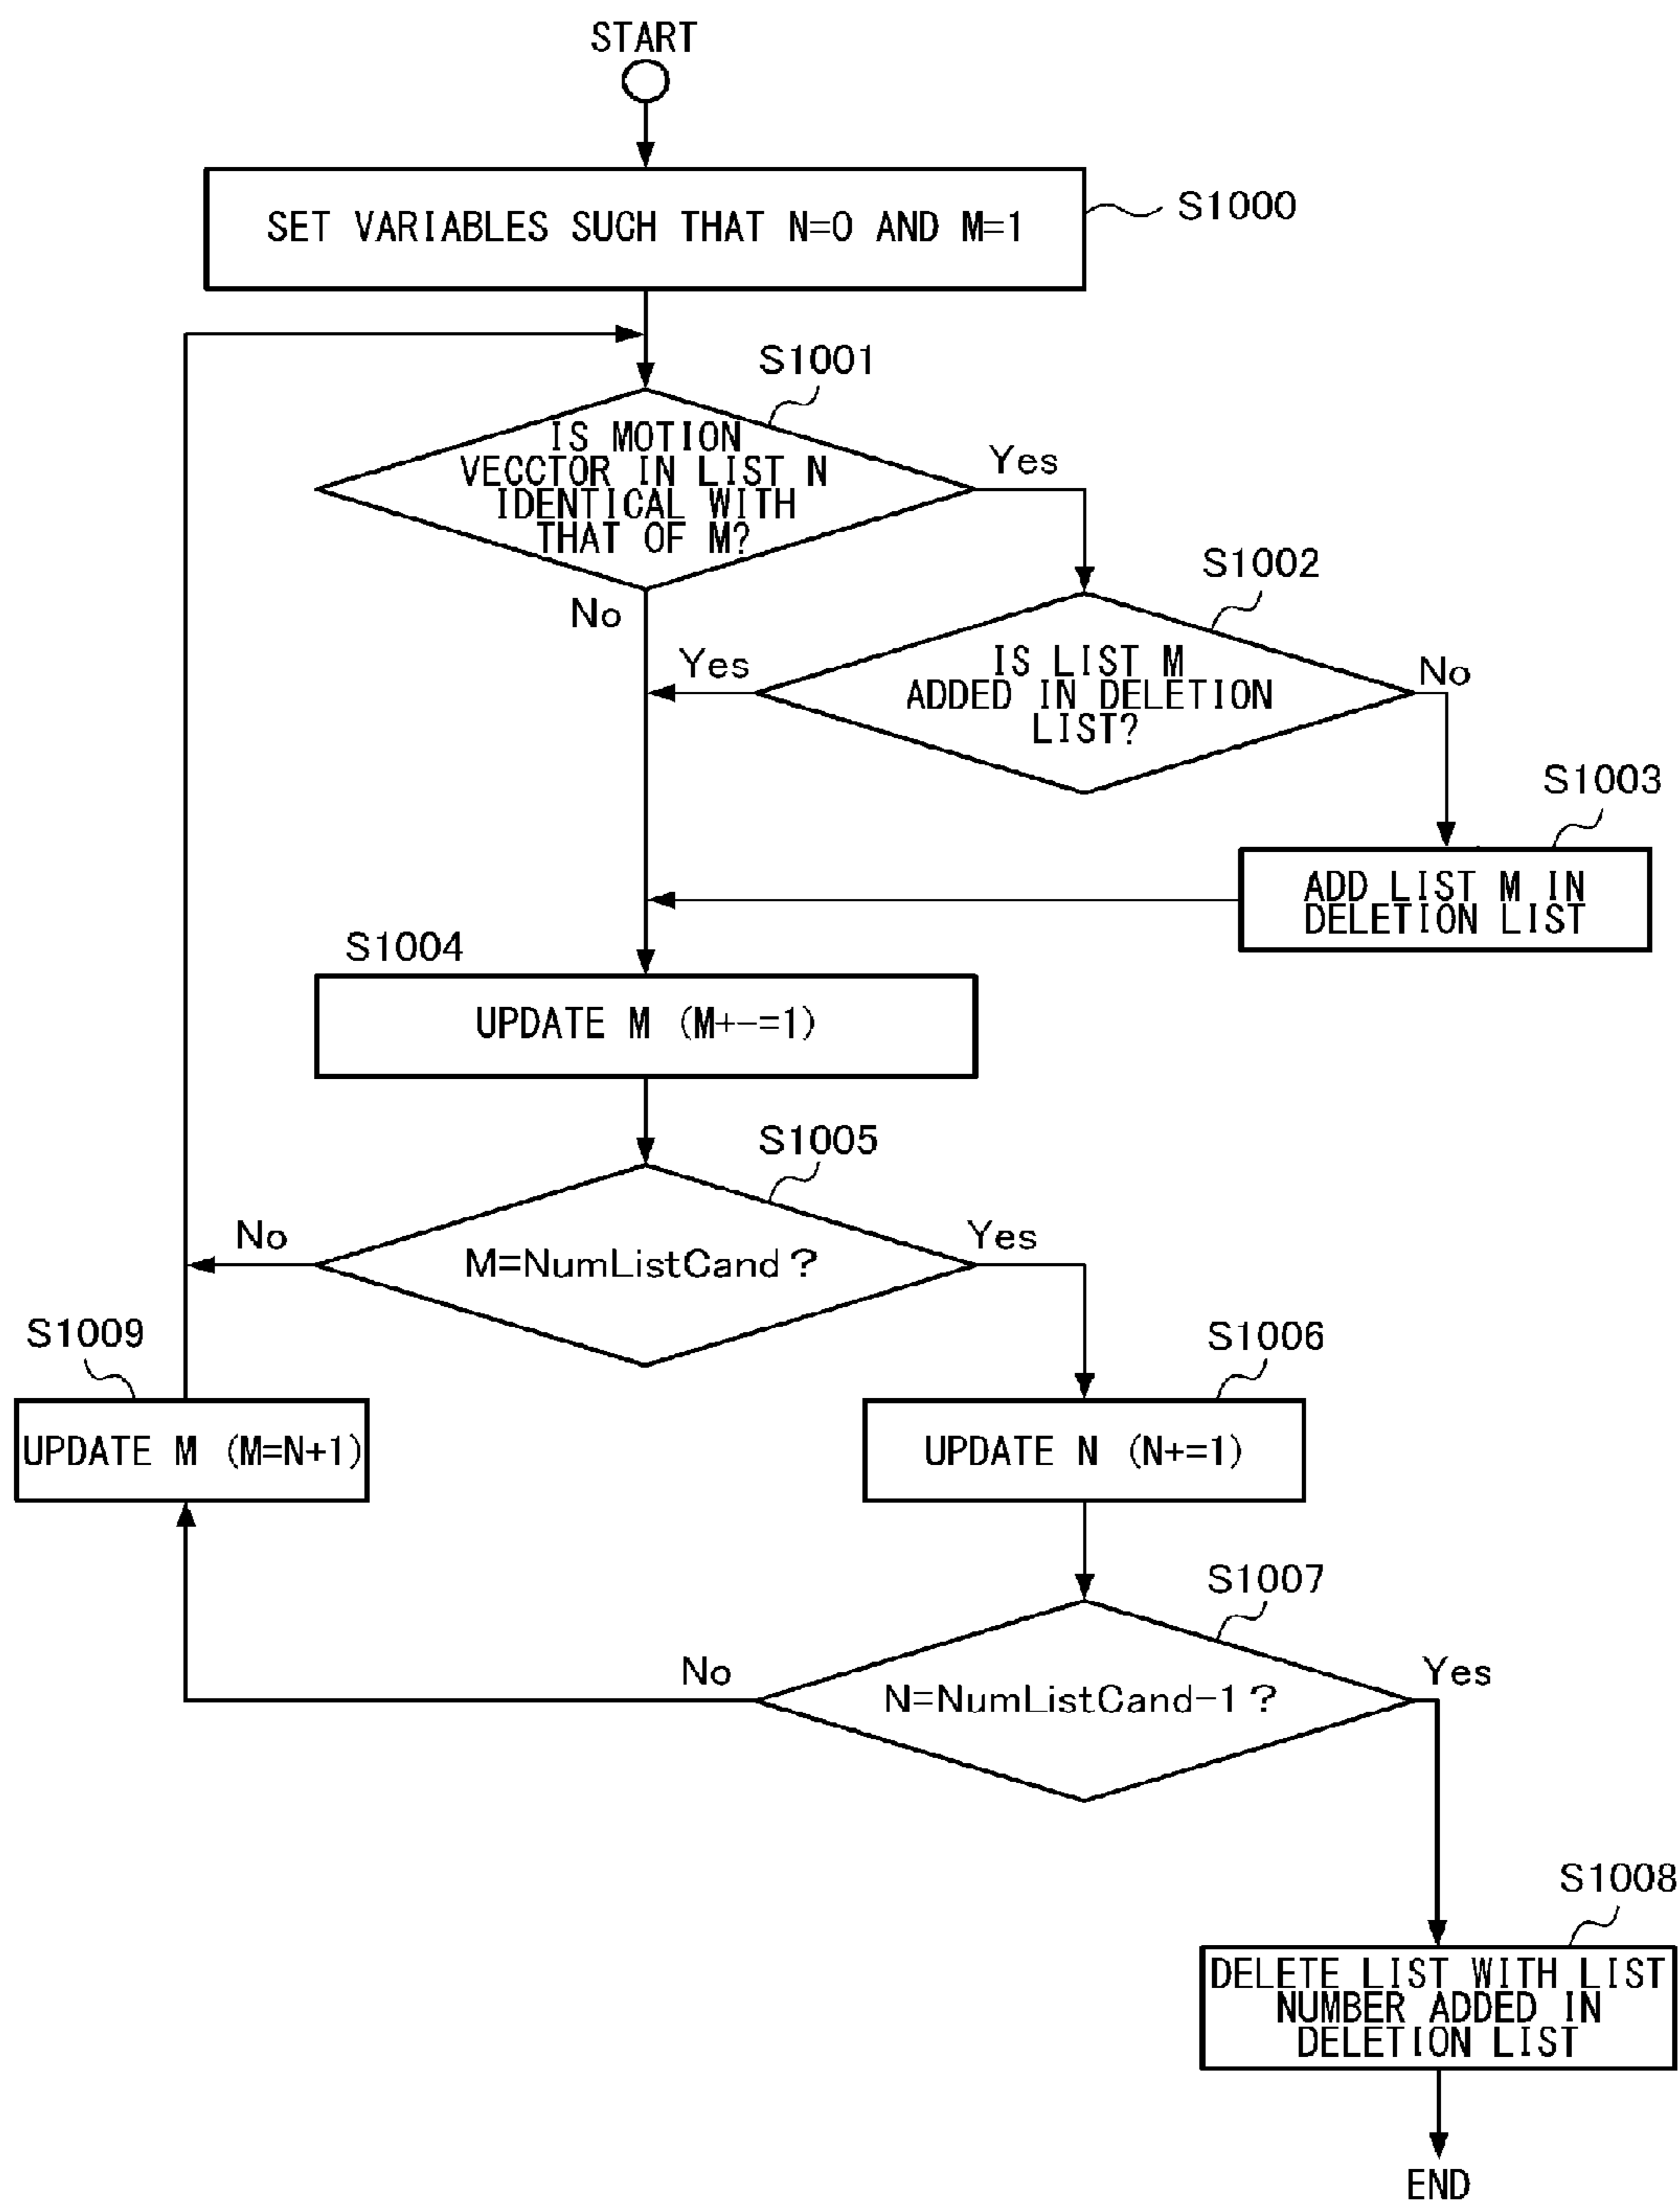 START
SET VARIABLES SUCH THAT N=0 AND M=1
S1000
S1001
IS MOTION
VECCTOR IN LIST N
IDENTICAL WITH
THAT OF M?
Yes
No
S1002
IS LIST M
ADDED IN DELETION
LIST?
Yes
No
S1003
ADD LIST M IN
DELETION LIST
S1004
UPDATE M (M+-=1)
S1005
M=NumListCand?
No
Yes
S1009
UPDATE M (M=N+1)
S1006
UPDATE N (N+=1)
S1007
N=NumListCand-1?
No
Yes
S1008
DELETE LIST WITH LIST
NUMBER ADDED IN
DELETION LIST
END